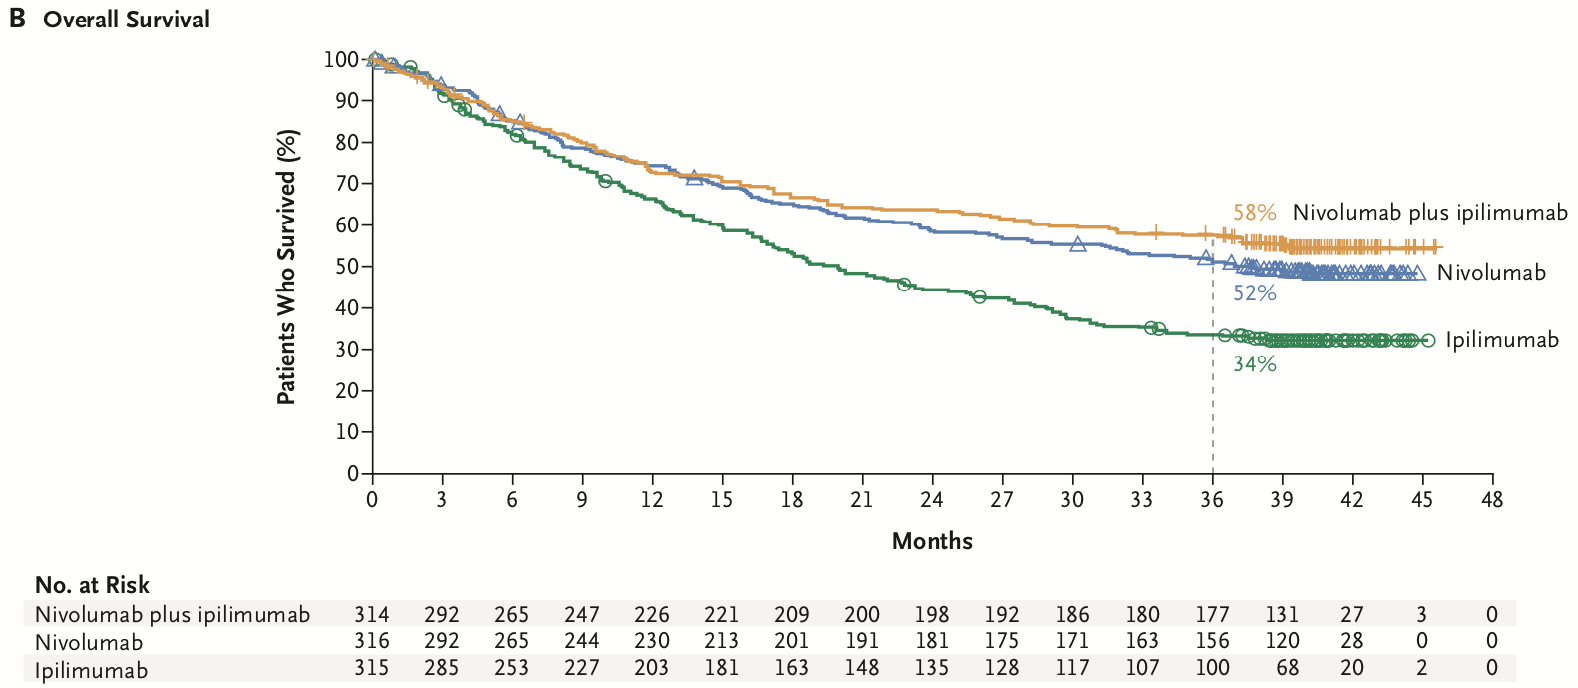 B Overall Survival
100
90
80
70
60
50
40
30
20
10
0
Patients Who Survived (%)
58% Nivolumab plus ipilimumab
Nivolumab
52%
Ipilimumab
34%
0 3 6 9 12 15 18 21 24 27 30 33 36 39 42 45 48
Months
No. at Risk
Nivolumab plus ipilimumab 314 292 265 247 226 221 209 200 198 192 186 180 177 131 27 3 0
Nivolumab 316 292 265 244 230 213 201 191 181 175 171 163 156 120 28 0 0
Ipilimumab 315 285 253 227 203 181 163 148 135 128 117 107 100 68 20 2 0